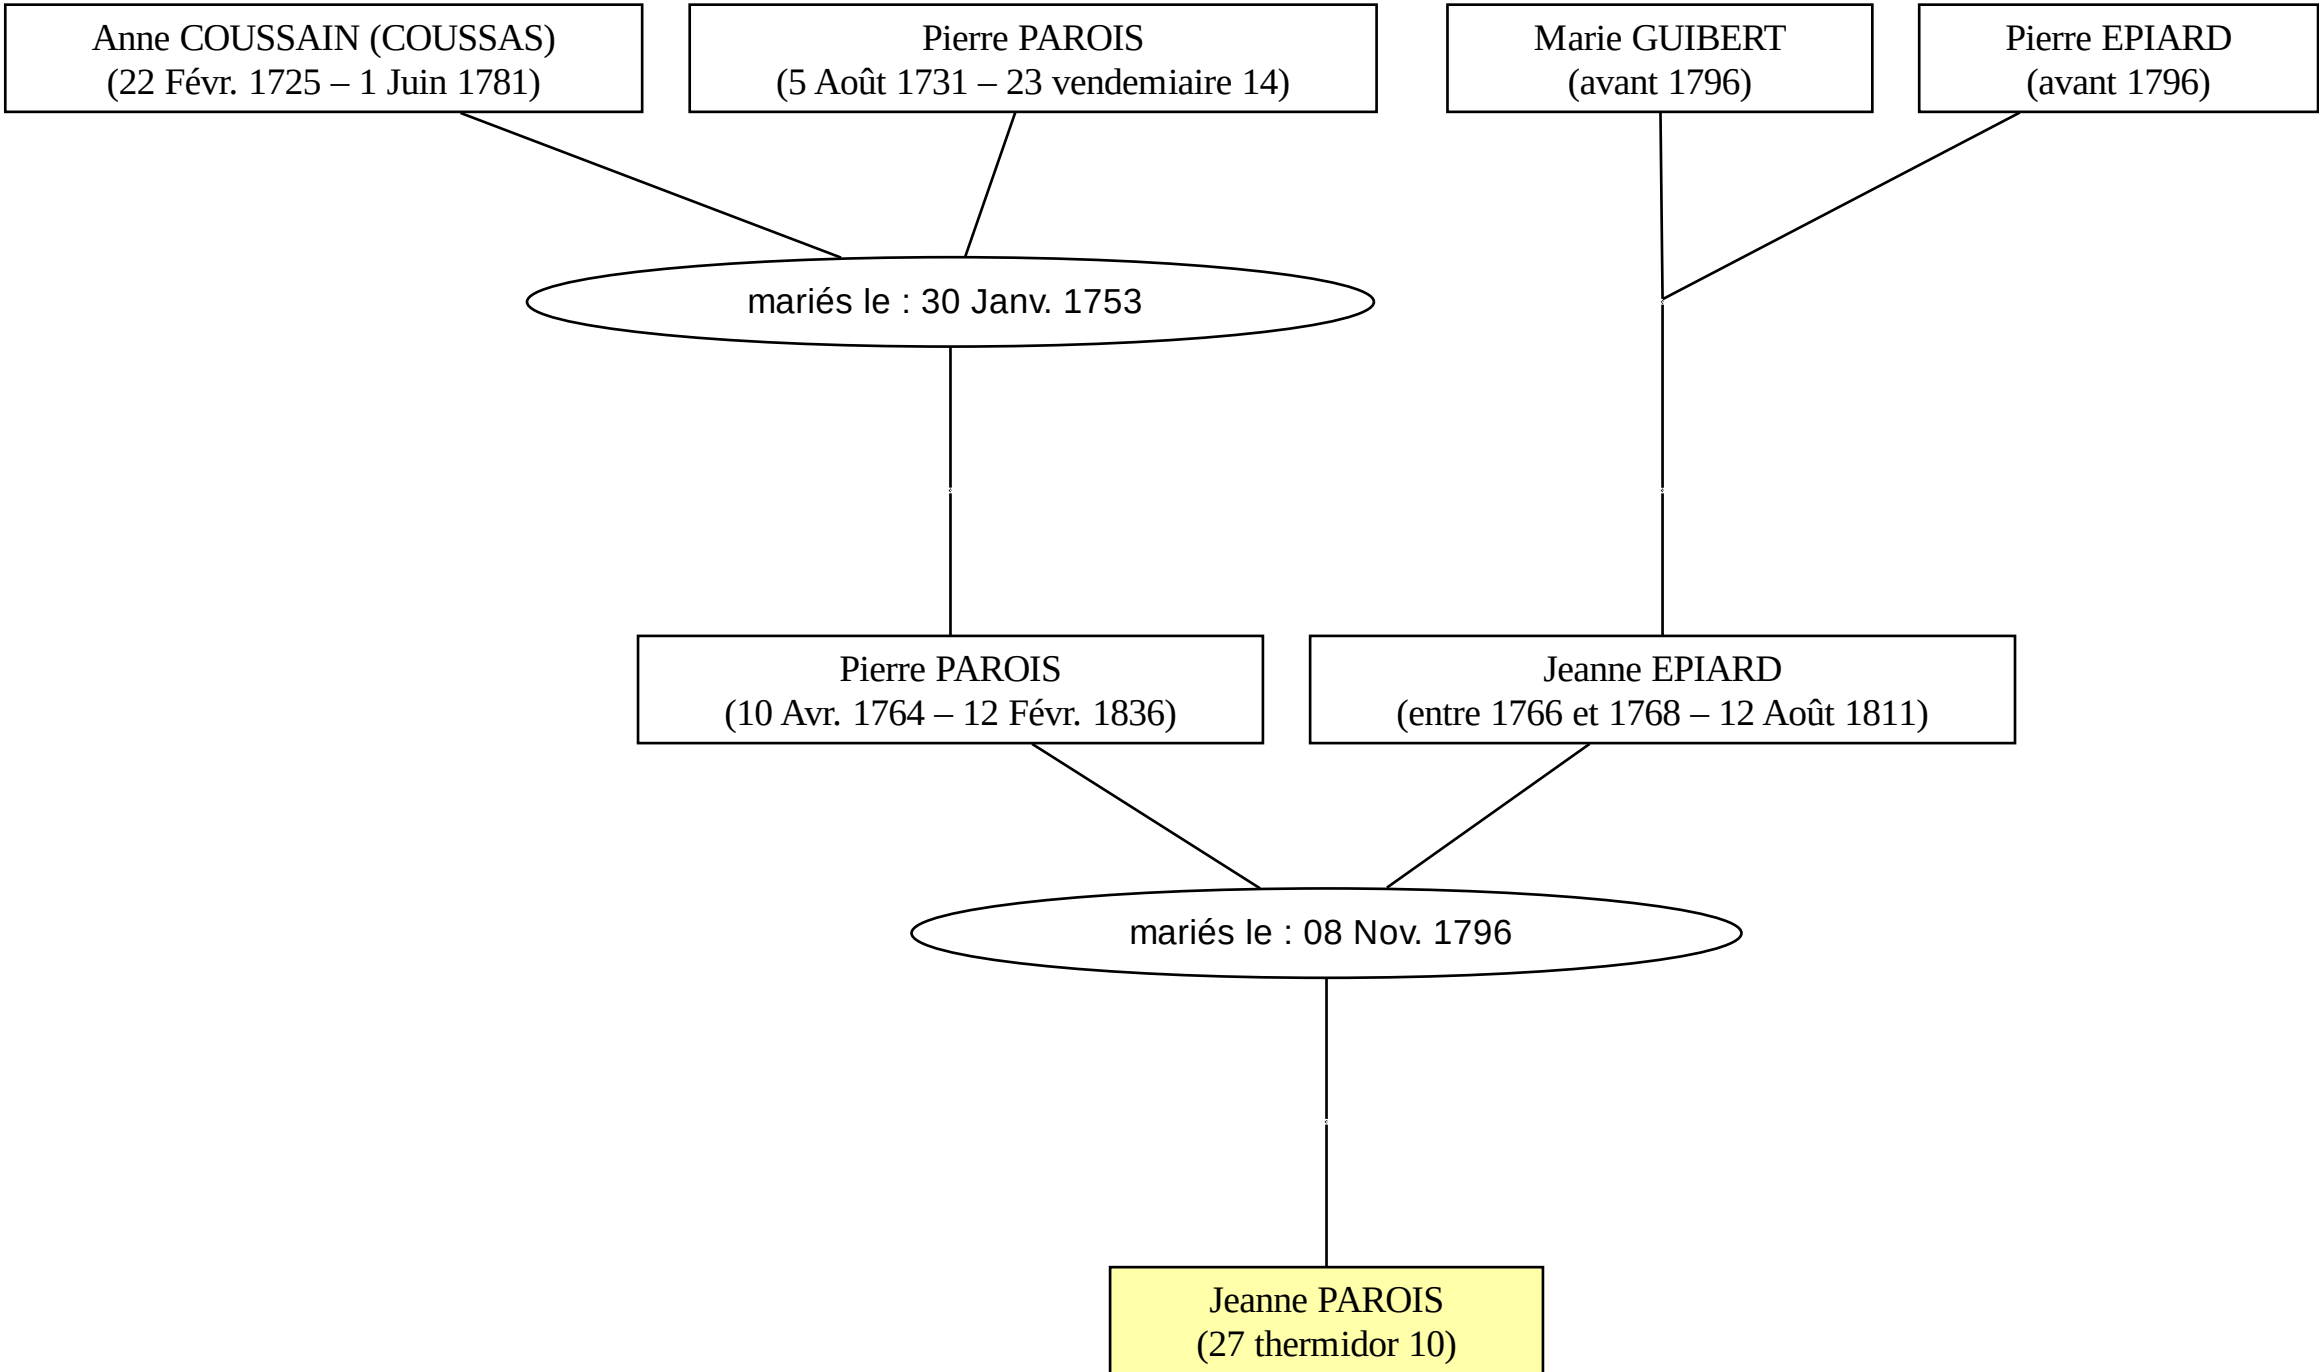 Anne COUSSAIN (COUSSAS)
(22 Févr. 1725 – 1 Juin 1781)
Pierre PAROIS
(5 Août 1731 – 23 vendemiaire 14)
Marie GUIBERT
(avant 1796)
Pierre EPIARD
(avant 1796)
mariés le : 30 Janv. 1753
Pierre PAROIS
(10 Avr. 1764 – 12 Févr. 1836)
Jeanne EPIARD
(entre 1766 et 1768 – 12 Août 1811)
mariés le : 08 Nov. 1796
Jeanne PAROIS
(27 thermidor 10)